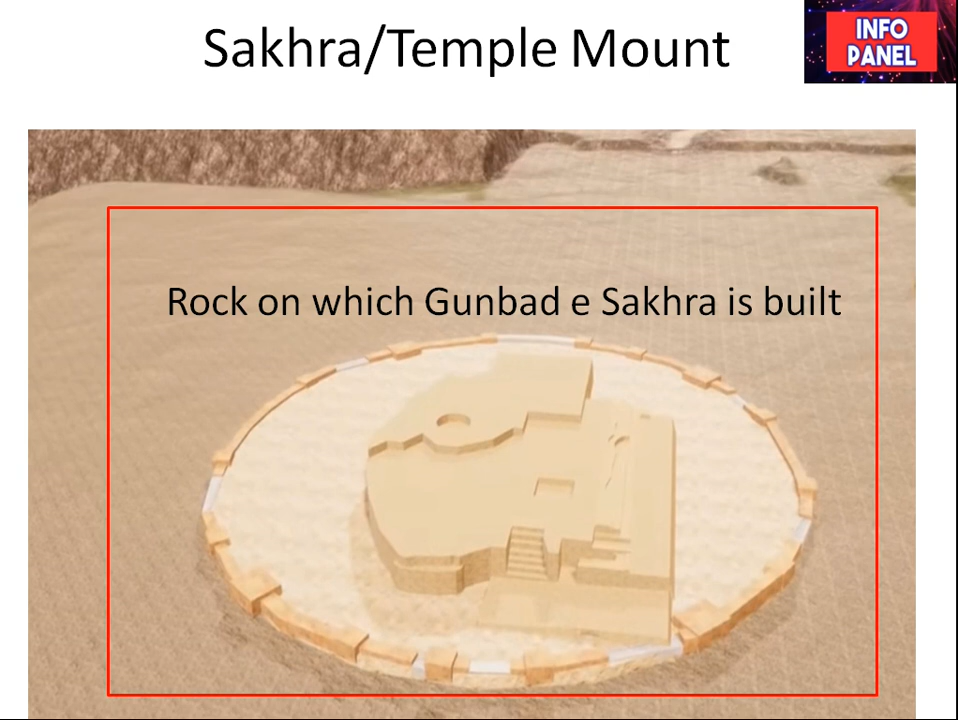 Sakhra/Temple Mount
INFO
PANEL
Rock on which Gunbad e Sakhra is built